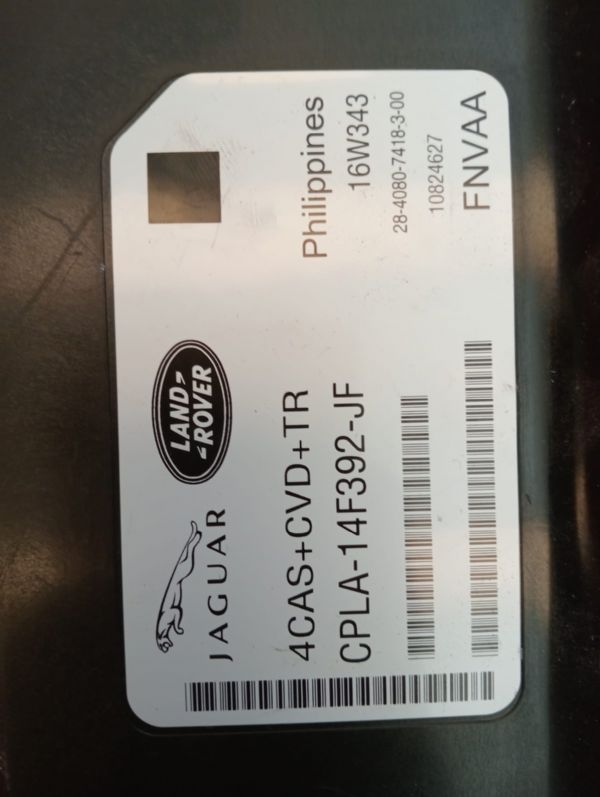 LAND
ROVER
JAGUAR
Philippines
4CAS+CVD+TR
16W343
CPLA-14F392-JF
28-4080-7418-3-00
10824627
FNVAA